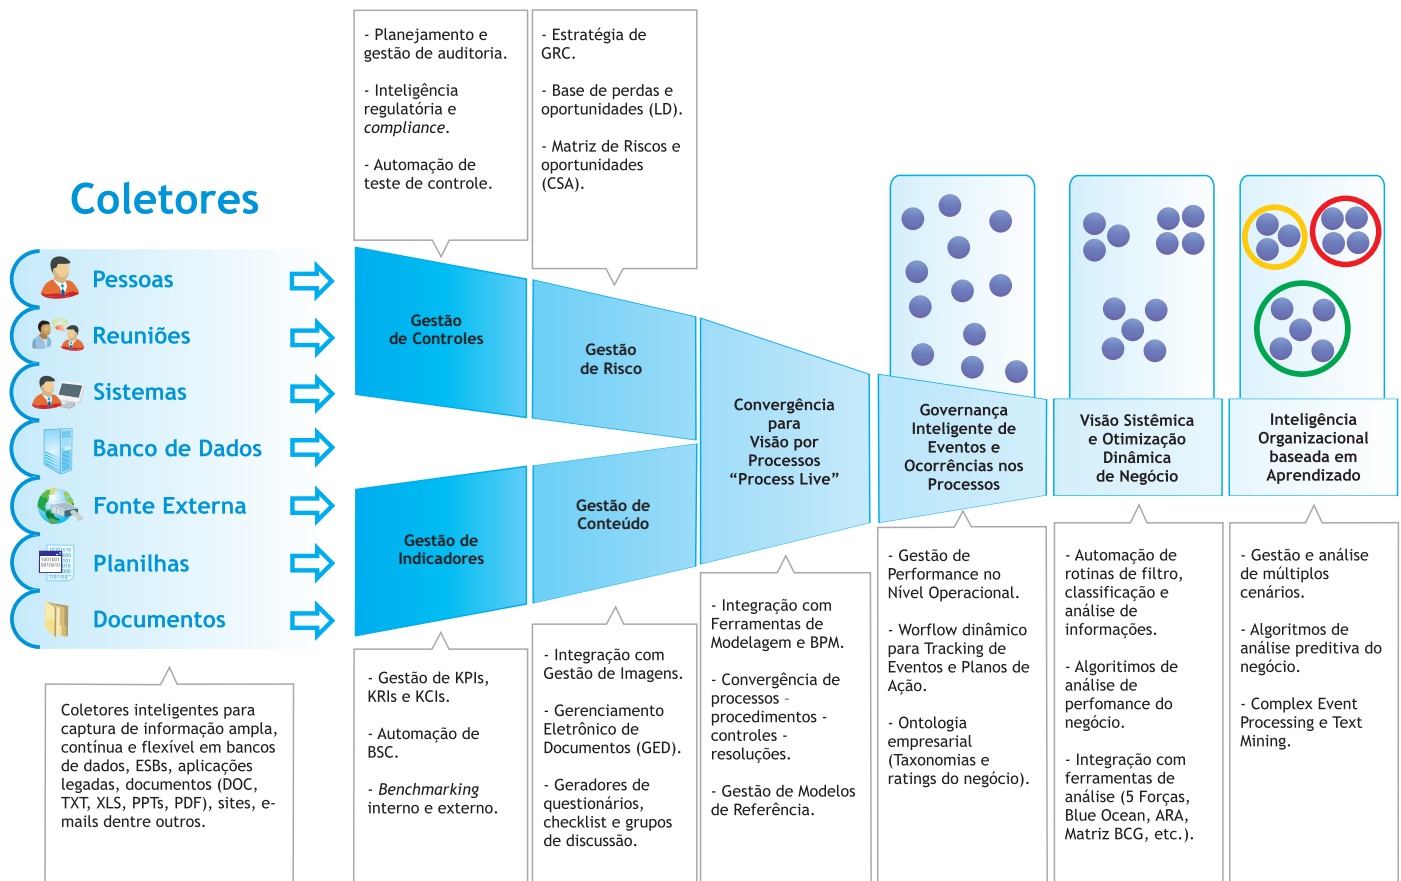 - Planejamento e
gestão de auditoria.
- Inteligência
regulatória e
compliance.
- Automação de
teste de controle.
- Estratégia de
GRC.
- Base de perdas e
oportunidades (LD).
- Matriz de Riscos e
oportunidades
(CSA).
Coletores
Pessoas
Reuniões
Sistemas
Banco de Dados
Fonte Externa
Planilhas
Documentos
Gestão
de Controles
Gestão
de Risco
Gestão de
Indicadores
Gestão de
Conteúdo
Convergência
para
Visão por
Processos
“Process Live”
Governança
Inteligente de
Eventos e
Ocorrências nos
Processos
Visão Sistêmica
e Otimização
Dinâmica
de Negócio
Inteligência
Organizacional
baseada em
Aprendizado
Coletores inteligentes para
captura de informação ampla,
contínua e flexível em bancos
de dados, ESBs, aplicações
legadas, documentos (DOC,
TXT, XLS, PPTs, PDF), sites, e-
mails dentre outros.
- Gestão de KPIs,
KRIs e KCIs.
- Automação de
BSC.
- Benchmarking
interno e externo.
- Integração com
Gestão de Imagens.
- Gerenciamento
Eletrônico de
Documentos (GED).
- Geradores de
questionários,
checklist e grupos
de discussão.
- Integração com
Ferramentas de
Modelagem e BPM.
- Convergência de
processos -
procedimentos -
controles -
resoluções.
- Gestão de Modelos
de Referência.
- Gestão de
Performance no
Nível Operacional.
- Worflow dinâmico
para Tracking de
Eventos e Planos de
Ação.
- Ontologia
empresarial
(Taxonomias e
ratings do negócio).
- Automação de
rotinas de filtro,
classificação e
análise de
informações.
- Algoritimos de
análise de
perfomance do
negócio.
- Integração com
ferramentas de
análise (5 Forças,
Blue Ocean, ARA,
Matriz BCG, etc.).
- Gestão e análise
de múltiplos
cenários.
- Algoritmos de
análise preditiva do
negócio.
- Complex Event
Processing e Text
Mining.